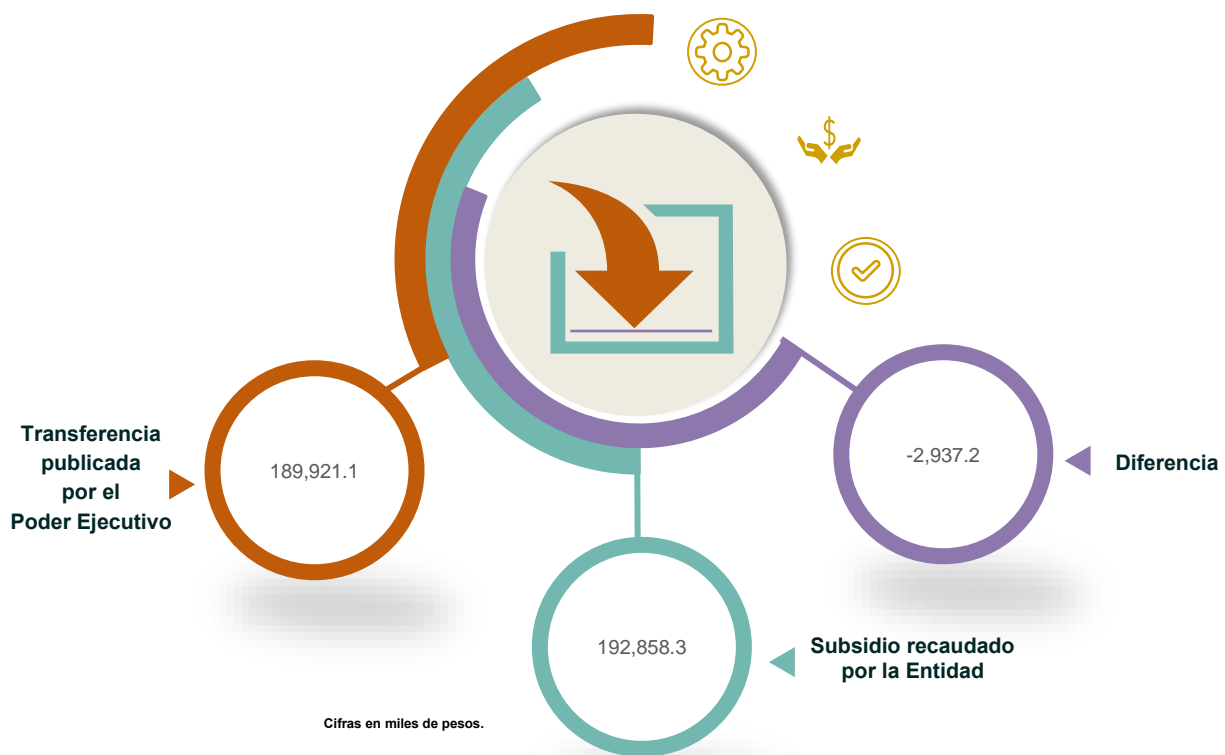 Transferencia
publicada
por el
Poder Ejecutivo
189,921.1
-2,937.2
Diferencia
192,858.3
Subsidio recaudado
por la Entidad
Cifras en miles de pesos.
$